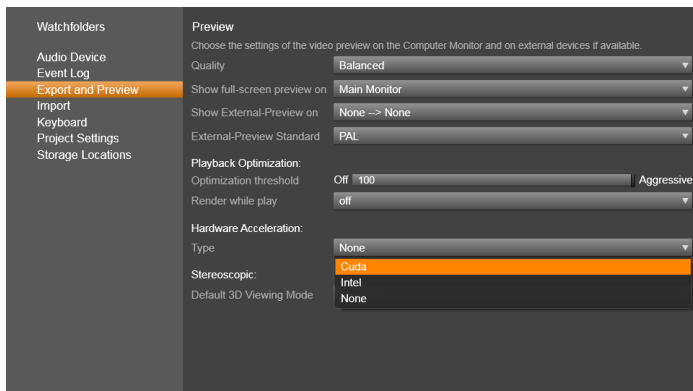 Watchfolders
Audio Device
Event Log
Export and Preview
Import
Keyboard
Project Settings
Storage Locations
Preview
Choose the settings of the video preview on the Computer Monitor and on external devices if available.
Quality Balanced
Show full-screen preview on Main Monitor
Show External-Preview on None --> None
External-Preview Standard PAL
Playback Optimization:
Optimization threshold Off 100 Aggressive
Render while play off
Hardware Acceleration:
Type None
Cuda
Intel
None
Stereoscopic:
Default 3D Viewing Mode